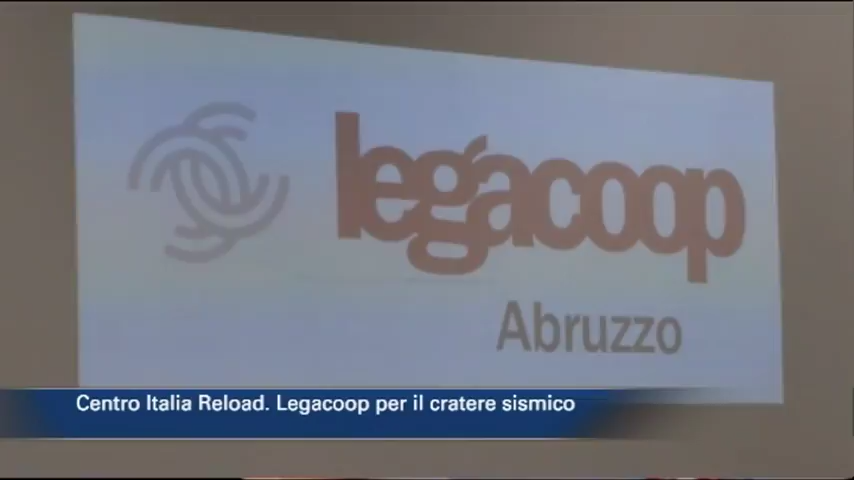 legacoop
Abruzzo
Centro Italia Reload. Legacoop per il cratere sismico